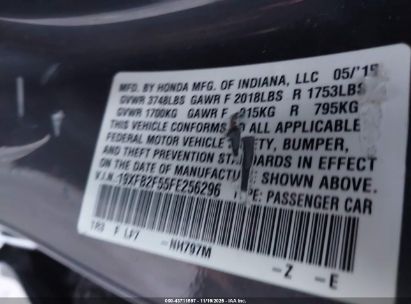 MFD. BY HONDA MFG. OF INDIANA, LLC 05/'15
GVWR 3748LBS GAWR F 2018LBS R 1753LBS
GVWR 1700KG GAWR F 915KG R 795KG
THIS VEHICLE CONFORMS TO ALL APPLICABLE
FEDERAL MOTOR VEHICLE SAFETY, BUMPER,
AND THEFT PREVENTION STANDARDS IN EFFECT
ON THE DATE OF MANUFACTURE SHOWN ABOVE.
V.I.N.:19XFB2F55FE256296 TYPE: PASSENGER CAR
F LF7 -NH797M -Z -E